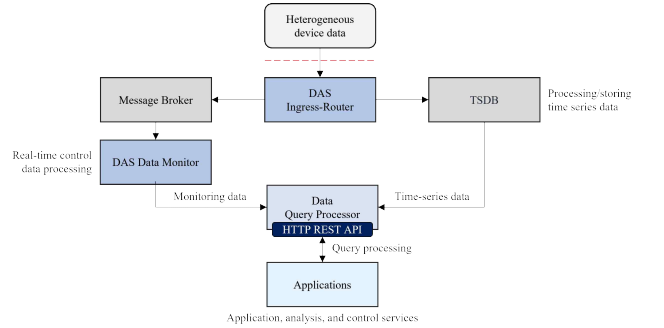 Heterogeneous
device data
Message Broker
DAS
Ingress-Router
TSDB
Processing/storing
time series data
Real-time control
data processing
DAS Data Monitor
Monitoring data
Data
Query Processor
HTTP REST API
Time-series data
Query processing
Applications
Application, analysis, and control services